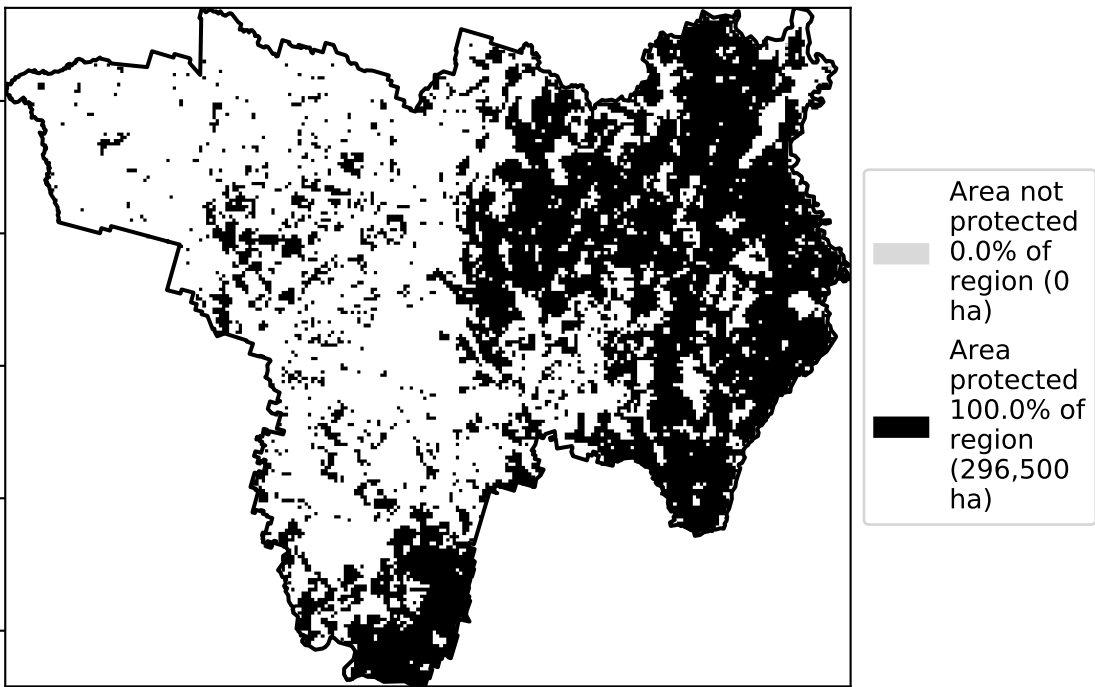 Area not
protected
0.0% of
region (0
ha)
Area
protected
100.0% of
region
(296,500
ha)